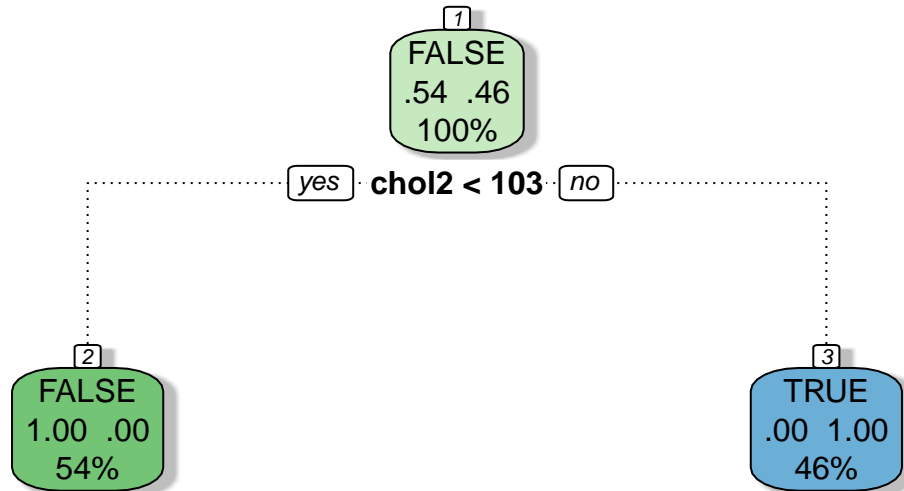 1
FALSE
.54 .46
100%
yes chol2 < 103 no
2
FALSE
1.00 .00
54%
3
TRUE
.00 1.00
46%